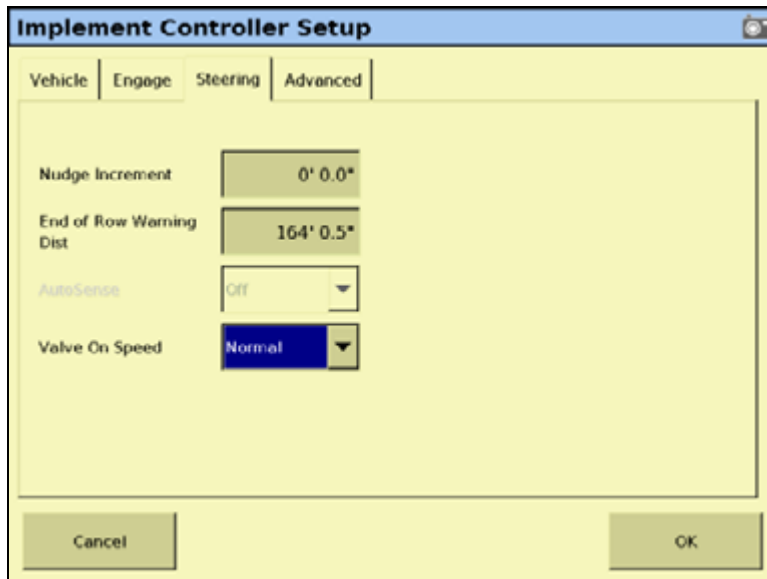 Implement Controller Setup
Vehicle Engage Steering Advanced
Nudge Increment 0' 0.0"
End of Row Warning
Dist 164' 0.5"
AutoSense Off
Valve On Speed Normal
Cancel OK